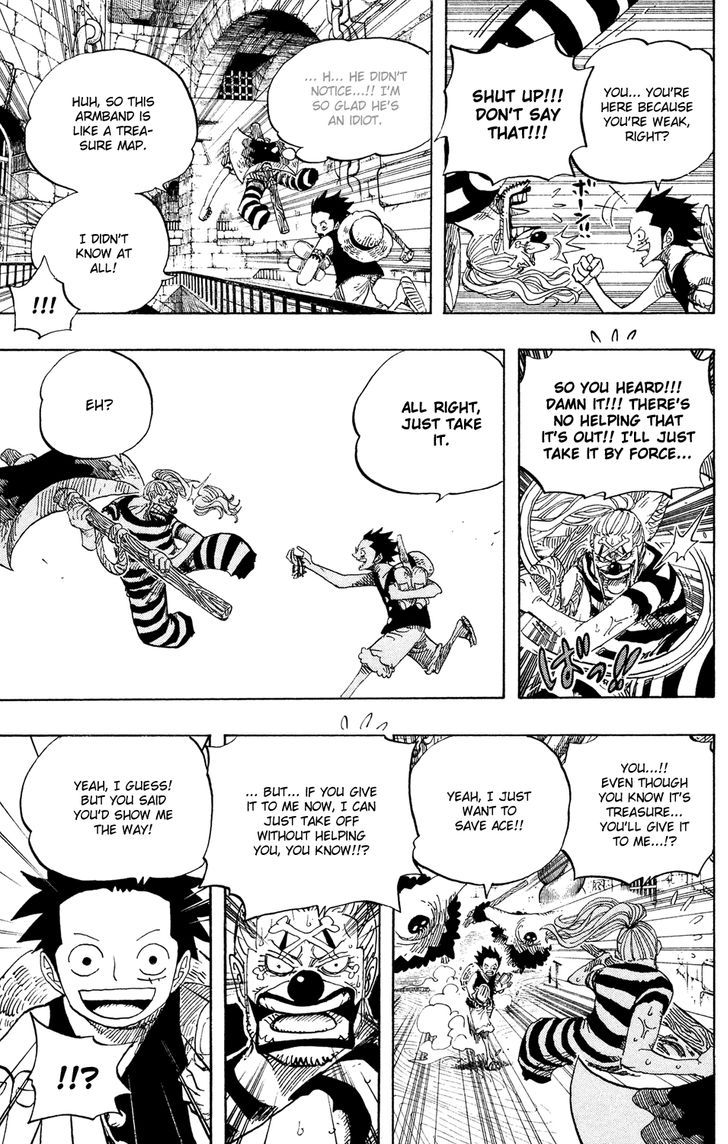 YOU... YOU'RE
HERE BECAUSE
YOU'RE WEAK,
RIGHT?
SHUT UP!!!
DON'T SAY
THAT!!!
ボーン!!
... H... HE DIDN'T
NOTICE...!! I'M
SO GLAD HE'S
AN IDIOT.
HUH, SO THIS
ARMBAND IS
LIKE A TREA-
SURE MAP.
I DIDN'T
KNOW AT
ALL!
!!!
SO YOU HEARD!!!
DAMN IT!!! THERE'S
NO HELPING THAT
IT'S OUT!! I'LL JUST
TAKE IT BY FORCE...
ばっ!!
ALL RIGHT,
JUST TAKE
IT.
EH?
YOU...!!
EVEN THOUGH
YOU KNOW IT'S
TREASURE...
YOU'LL GIVE IT
TO ME...!?
YEAH, I JUST
WANT TO
SAVE ACE!!
... BUT... IF YOU GIVE
IT TO ME NOW, I CAN
JUST TAKE OFF
WITHOUT HELPING
YOU, YOU KNOW!!?
YEAH, I GUESS!
BUT YOU SAID
YOU'D SHOW ME
THE WAY!
!!?